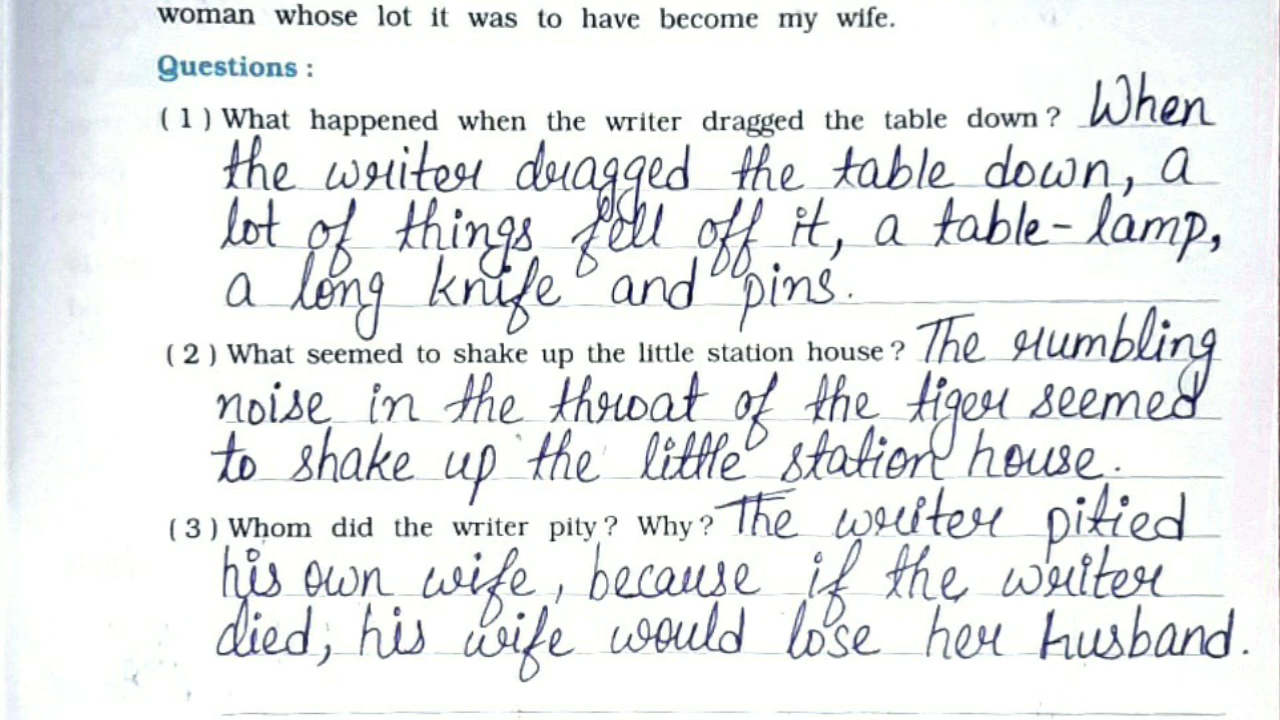 woman whose lot it was to have become my wife.
Questions :
( 1 ) What happened when the writer dragged the table down ? When
the writer dragged the table down, a
lot of things fell off it, a table-lamp,
a long knife and pins.
( 2 ) What seemed to shake up the little station house ? The rumbling
noise in the throat of the tiger seemed
to shake up the little station house.
( 3 ) Whom did the writer pity ? Why ? The writer pitied
his own wife, because if the writer
died, his wife would lose her husband.